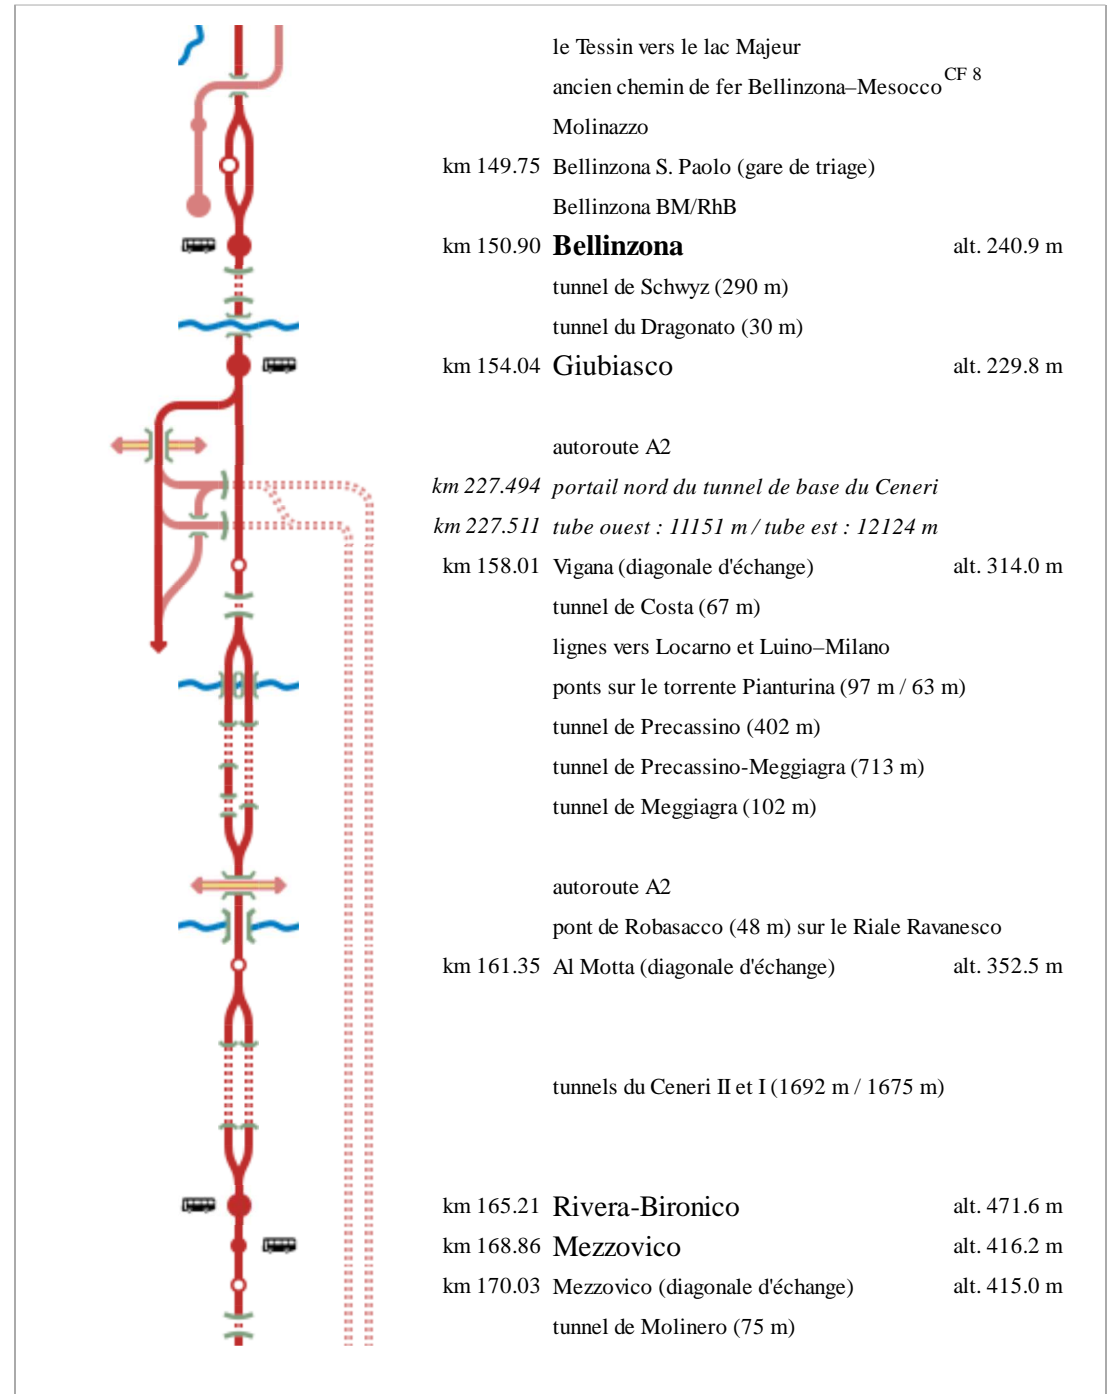 le Tessin vers le lac Majeur
ancien chemin de fer Bellinzona–Mesocco CF 8
Molinazzo
km 149.75 Bellinzona S. Paolo (gare de triage)
Bellinzona BM/RhB
km 150.90 Bellinzona alt. 240.9 m
tunnel de Schwyz (290 m)
tunnel du Dragonato (30 m)
km 154.04 Giubiasco alt. 229.8 m
autoroute A2
km 227.494 portail nord du tunnel de base du Ceneri
km 227.511 tube ouest : 11151 m / tube est : 12124 m
km 158.01 Vigana (diagonale d'échange) alt. 314.0 m
tunnel de Costa (67 m)
lignes vers Locarno et Luino–Milano
ponts sur le torrente Pianturina (97 m / 63 m)
tunnel de Precassino (402 m)
tunnel de Precassino-Meggiagra (713 m)
tunnel de Meggiagra (102 m)
autoroute A2
pont de Robasacco (48 m) sur le Riale Ravanesco
km 161.35 Al Motta (diagonale d'échange) alt. 352.5 m
tunnels du Ceneri II et I (1692 m / 1675 m)
km 165.21 Rivera-Bironico alt. 471.6 m
km 168.86 Mezzovico alt. 416.2 m
km 170.03 Mezzovico (diagonale d'échange) alt. 415.0 m
tunnel de Molinero (75 m)